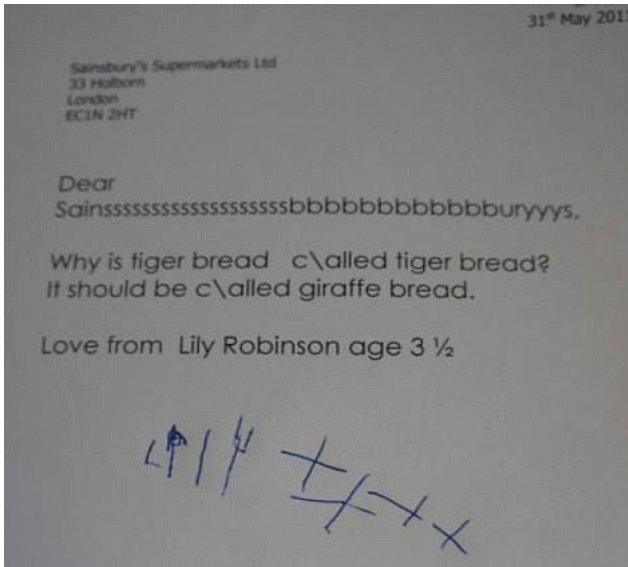 31st May 201
Sainsbury's Supermarkets Ltd
33 Holborn
London
EC1N 2HT
Dear
Sainssssssssssssssssssssbbbbbbbbbbbbburyyys,
Why is tiger bread c\alled tiger bread?
It should be c\alled giraffe bread.
Love from Lily Robinson age 3 ½